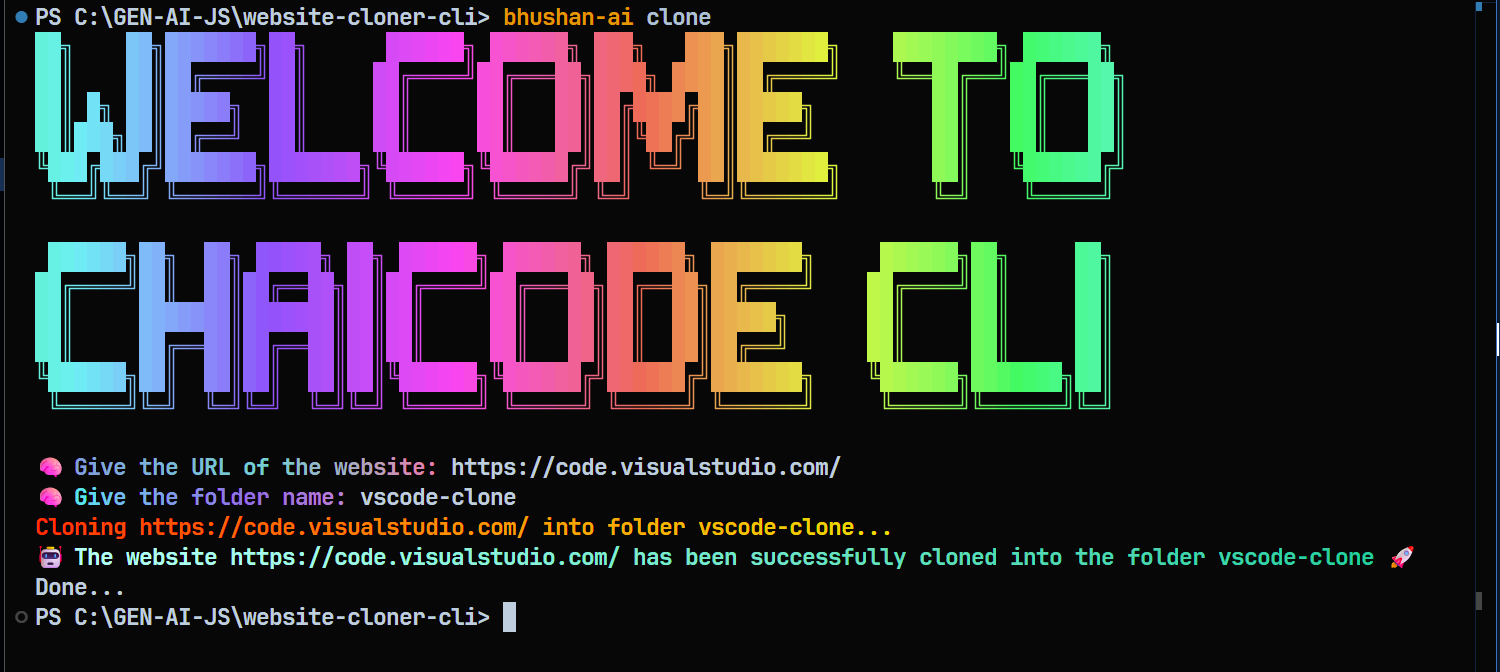 PS C:\GEN-AI-JS\website-cloner-cli> bhushan-ai clone
WELCOME TO
CHAICODE CLI
🧠 Give the URL of the website: https://code.visualstudio.com/
🧠 Give the folder name: vscode-clone
Cloning https://code.visualstudio.com/ into folder vscode-clone...
🤖 The website https://code.visualstudio.com/ has been successfully cloned into the folder vscode-clone 🚀
Done...
PS C:\GEN-AI-JS\website-cloner-cli>